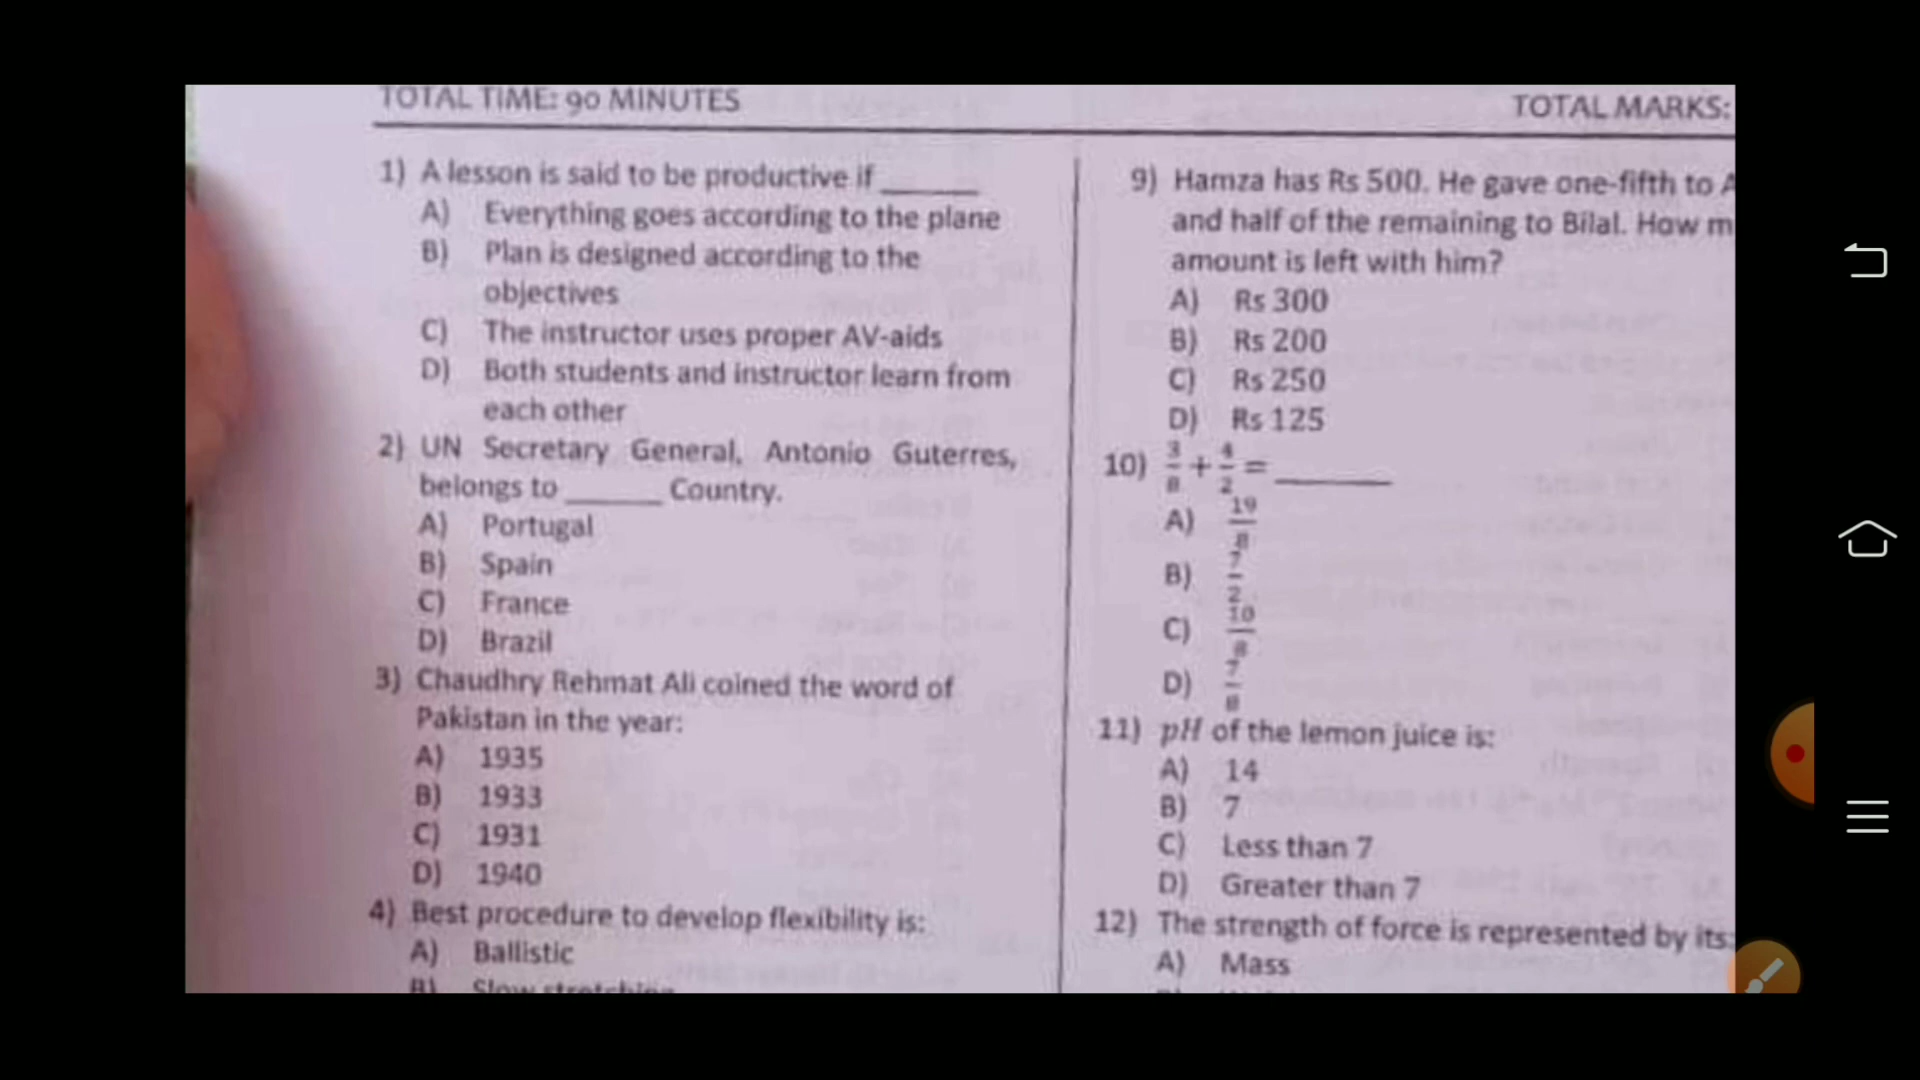 TOTAL TIME: 90 MINUTES
TOTAL MARKS:
1) A lesson is said to be productive if ______
A) Everything goes according to the plane
B) Plan is designed according to the
objectives
C) The instructor uses proper AV-aids
D) Both students and instructor learn from
each other
2) UN Secretary General, Antonio Guterres,
belongs to ______ Country.
A) Portugal
B) Spain
C) France
D) Brazil
3) Chaudhry Rehmat Ali coined the word of
Pakistan in the year:
A) 1935
B) 1933
C) 1931
D) 1940
4) Best procedure to develop flexibility is:
A) Ballistic
B) Slow stretching
9) Hamza has Rs 500. He gave one-fifth to A
and half of the remaining to Bilal. How m
amount is left with him?
A) Rs 300
B) Rs 200
C) Rs 250
D) Rs 125
10) 3/8 + 4/2 = ______
A) 19/8
B) 7/2
C) 10/8
D) 7/8
11) pH of the lemon juice is:
A) 14
B) 7
C) Less than 7
D) Greater than 7
12) The strength of force is represented by its:
A) Mass